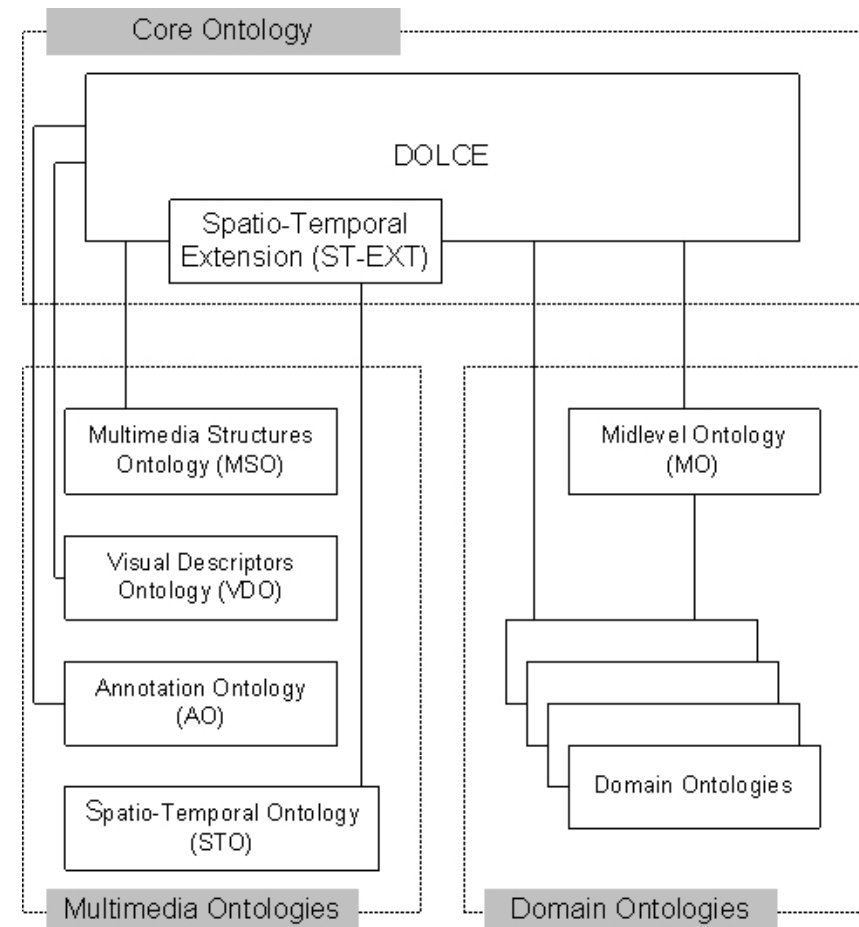 Core Ontology
DOLCE
Spatio-Temporal
Extension (ST-EXT)
Multimedia Structures
Ontology (MSO)
Visual Descriptors
Ontology (VDO)
Annotation Ontology
(AO)
Spatio-Temporal Ontology
(STO)
Multimedia Ontologies
Midlevel Ontology
(MO)
Domain Ontologies
Domain Ontologies